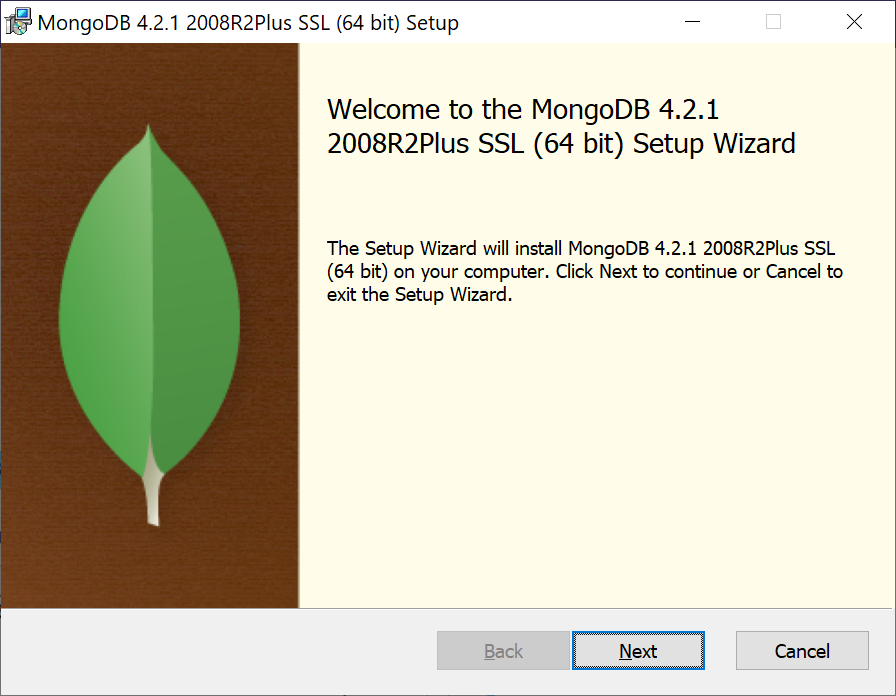 MongoDB 4.2.1 2008R2Plus SSL (64 bit) Setup
Welcome to the MongoDB 4.2.1
2008R2Plus SSL (64 bit) Setup Wizard
The Setup Wizard will install MongoDB 4.2.1 2008R2Plus SSL
(64 bit) on your computer. Click Next to continue or Cancel to
exit the Setup Wizard.
Back
Next
Cancel